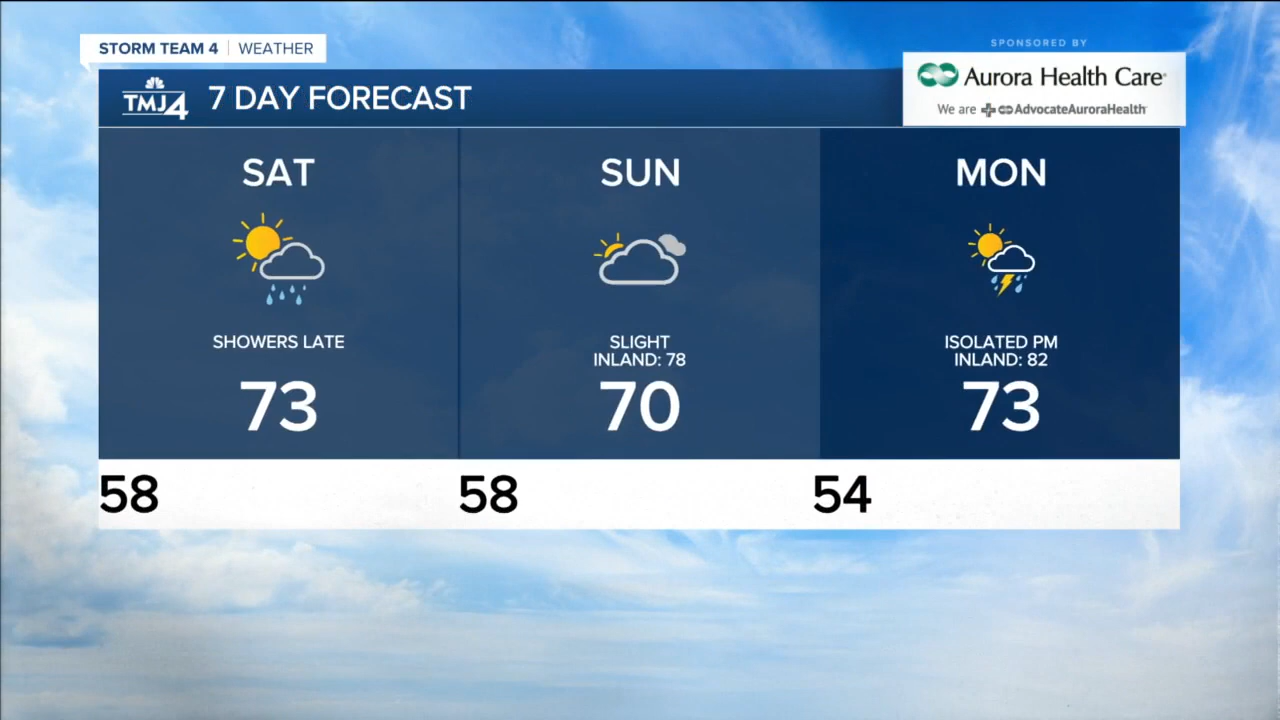 STORM TEAM 4 | WEATHER
SPONSORED BY
Aurora Health Care
We are AdvocateAuroraHealth
TMJ4 7 DAY FORECAST
SAT
SHOWERS LATE
73
58
SUN
SLIGHT
INLAND: 78
70
58
MON
ISOLATED PM
INLAND: 82
73
54